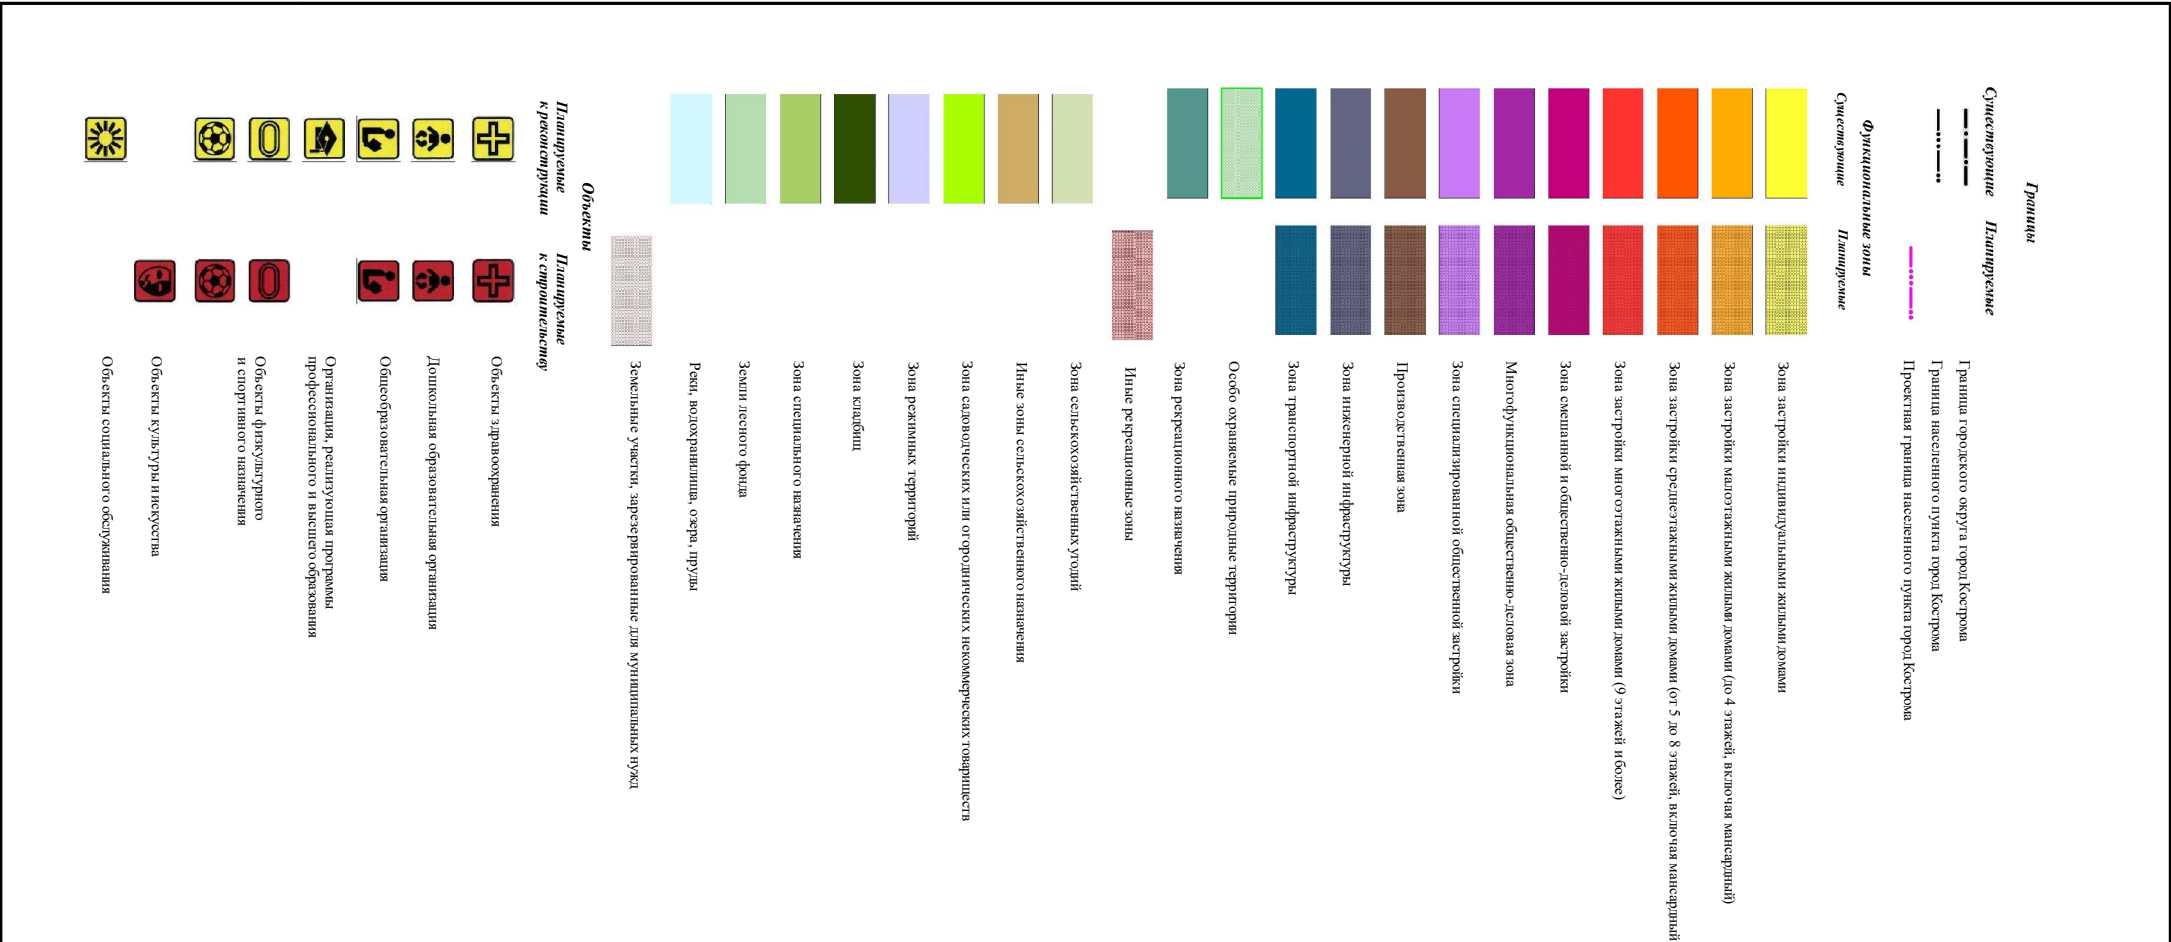 Границы
Существующие Планируемые
Граница городского округа город Кострома
Граница населенного пункта город Кострома
Проектная граница населенного пункта город Кострома
Функциональные зоны
Существующие Планируемые
Зона застройки индивидуальными жилыми домами
Зона застройки малоэтажными жилыми домами (до 4 этажей, включая мансардный)
Зона застройки среднеэтажными жилыми домами (от 5 до 8 этажей, включая мансардный
Зона застройки многоэтажными жилыми домами (9 этажей и более)
Зона смешанной и общественно-деловой застройки
Многофункциональная общественно-деловая зона
Зона специализированной общественной застройки
Производственная зона
Зона инженерной инфраструктуры
Зона транспортной инфраструктуры
Особо охраняемые природные территории
Зона рекреационного назначения
Иные рекреационные зоны
Зона сельскохозяйственных угодий
Иные зоны сельскохозяйственного назначения
Зона садоводческих или огороднических некоммерческих товариществ
Зона режимных территорий
Зона кладбищ
Зона специального назначения
Земли лесного фонда
Реки, водохранилища, озера, пруды
Земельные участки, зарезервированные для муниципальных нужд
Объекты
Планируемые
к реконструкции
Планируемые
к строительству
Объекты здравоохранения
Дошкольная образовательная организация
Общеобразовательная организация
Организация, реализующая программы
профессионального и высшего образования
Объекты физкультурного
и спортивного назначения
Объекты культуры и искусства
Объекты социального обслуживания